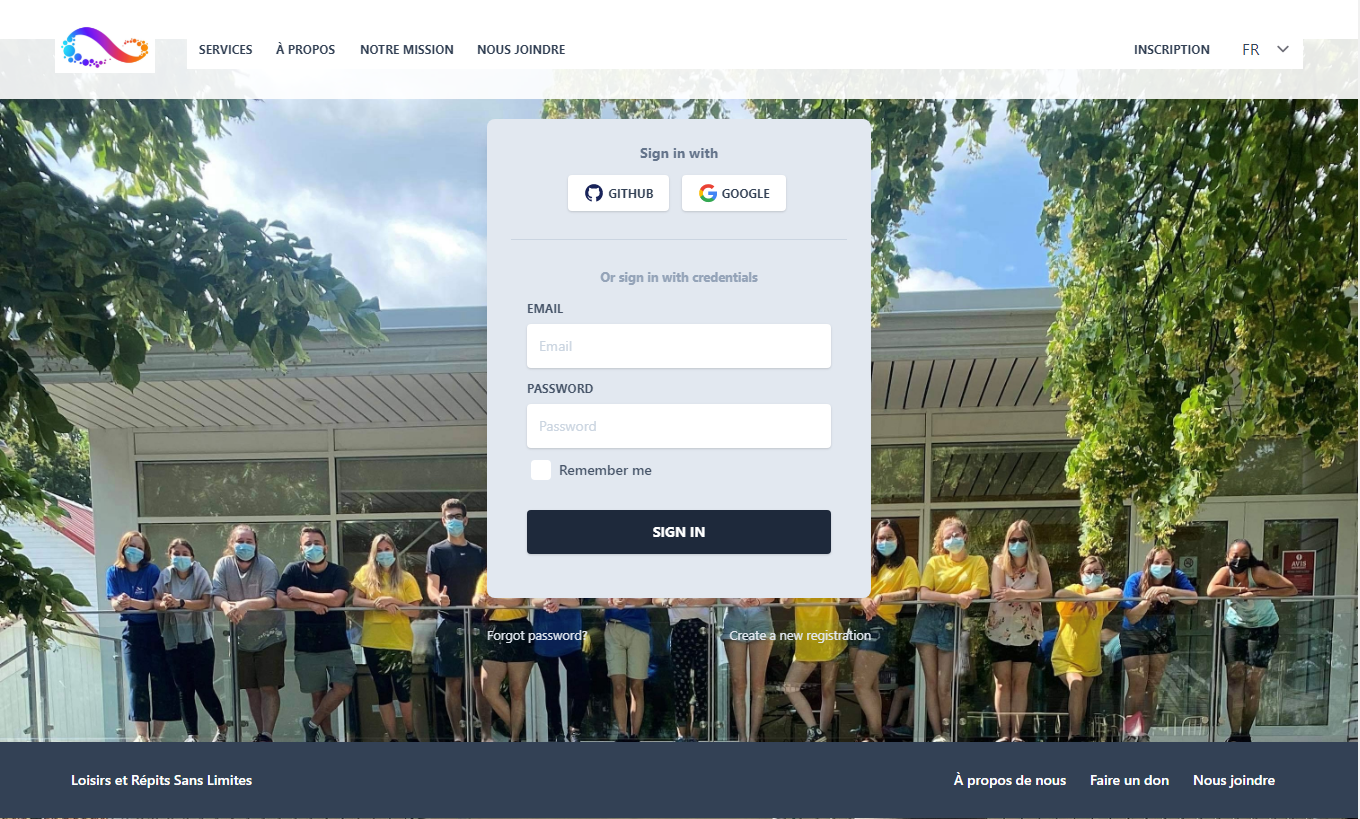 SERVICES À PROPOS NOTRE MISSION NOUS JOINDRE INSCRIPTION FR
Sign in with
GITHUB GOOGLE
Or sign in with credentials
EMAIL
Email
PASSWORD
Password
Remember me
SIGN IN
AVIS
Forgot password? Create a new registration
Loisirs et Répits Sans Limites À propos de nous Faire un don Nous joindre